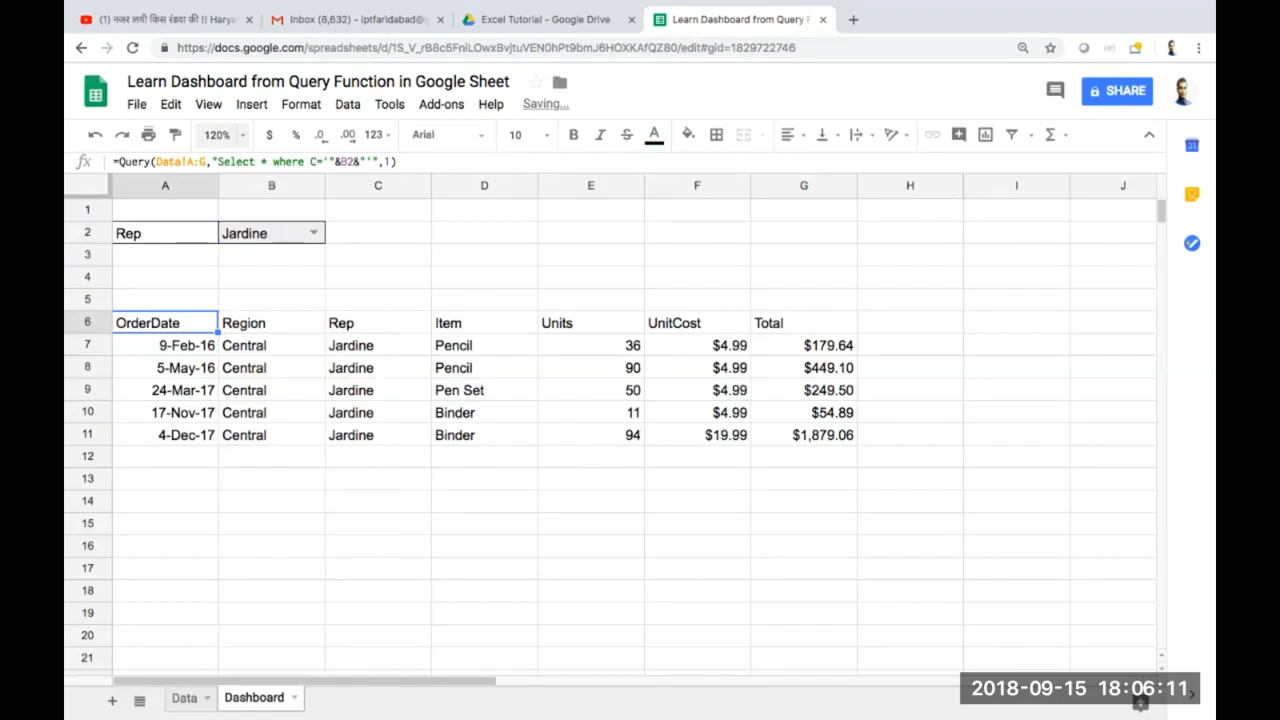 (1) नजर लगी किस रंडवा की !! Harya
Inbox (8,632) - iptfaridabad@g
Excel Tutorial - Google Drive
Learn Dashboard from Query F
https://docs.google.com/spreadsheets/d/1S_V_rB8c5FniLOwxBvjtuVEN0hPt9bmJ6HOXKAfQZ80/edit#gid=1829722746
Learn Dashboard from Query Function in Google Sheet
SHARE
File Edit View Insert Format Data Tools Add-ons Help Saving...
120% $ % .0 .00 123 Arial 10 B I S A
fx =Query(Data!A:G,"Select * where C='"&B2&"'",1)
A B C D E F G H I J
1
2 Rep Jardine
3
4
5
6 OrderDate Region Rep Item Units UnitCost Total
7 9-Feb-16 Central Jardine Pencil 36 $4.99 $179.64
8 5-May-16 Central Jardine Pencil 90 $4.99 $449.10
9 24-Mar-17 Central Jardine Pen Set 50 $4.99 $249.50
10 17-Nov-17 Central Jardine Binder 11 $4.99 $54.89
11 4-Dec-17 Central Jardine Binder 94 $19.99 $1,879.06
12
13
14
15
16
17
18
19
20
21
Data Dashboard
2018-09-15 18:06:11